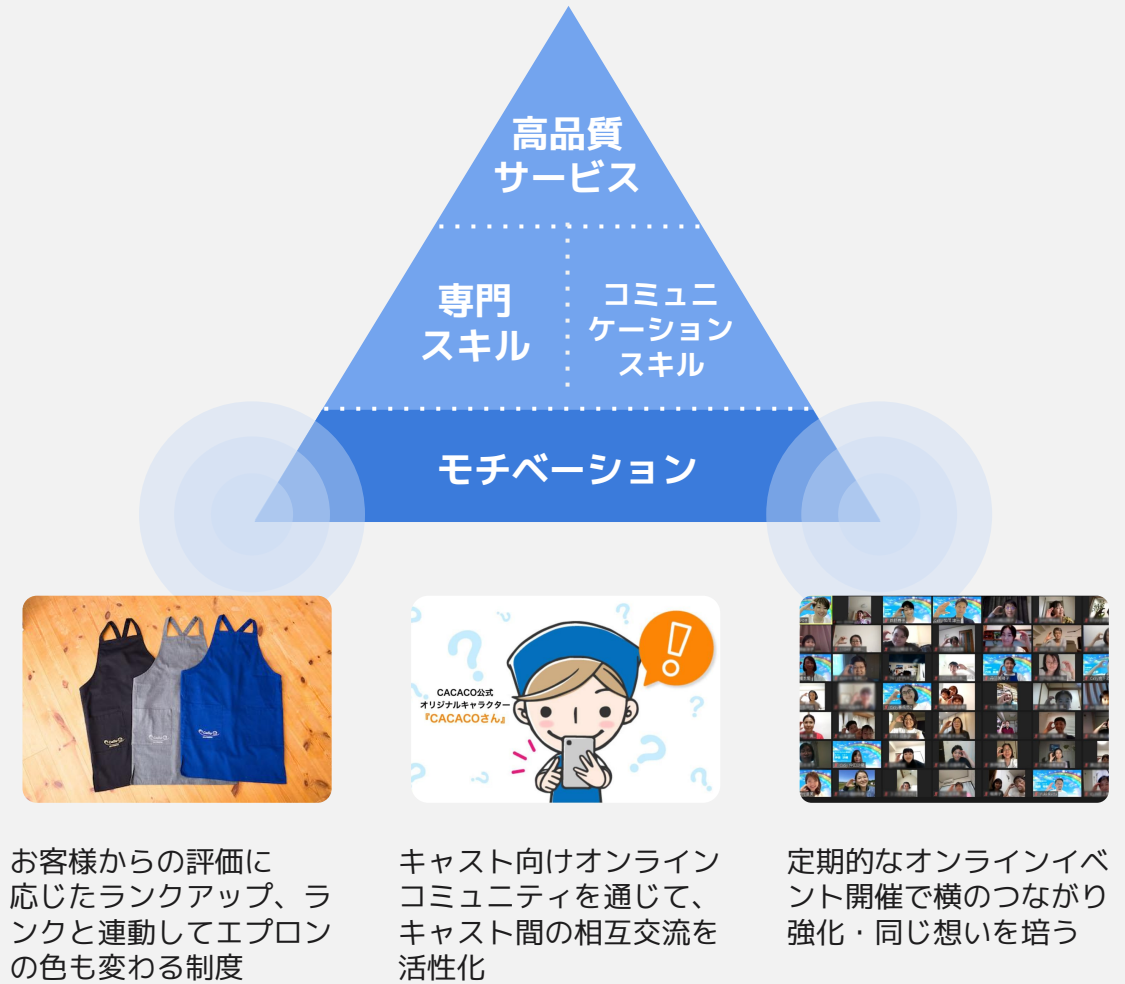 高品質
サービス
専門
スキル
コミュニ
ケーション
スキル
モチベーション
CACACO公式
オリジナルキャラクター
『CACACOさん』
お客様からの評価に
応じたランクアップ、ラ
ンクと連動してエプロン
の色も変わる制度
キャスト向けオンライン
コミュニティを通じて、
キャスト間の相互交流を
活性化
定期的なオンラインイベ
ント開催で横のつながり
強化・同じ想いを培う